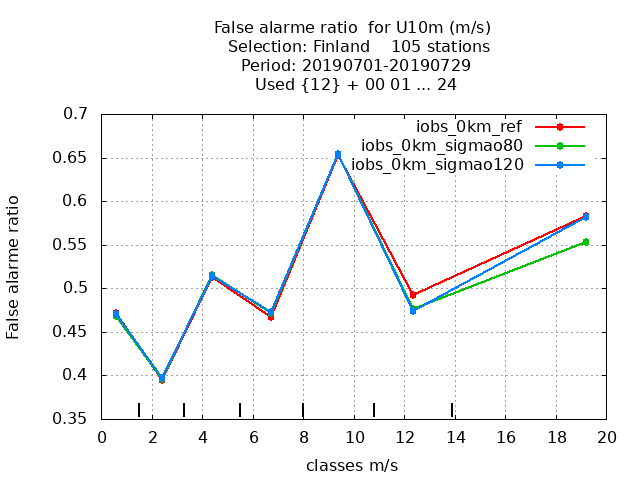 False alarme ratio  for U10m (m/s)
Selection: Finland    105 stations
Period: 20190701-20190729
Used {12} + 00 01 ... 24
iobs_0km_ref
iobs_0km_sigmao80
iobs_0km_sigmao120
False alarme ratio
0.7
0.65
0.6
0.55
0.5
0.45
0.4
0.35
0 2 4 6 8 10 12 14 16 18 20
classes m/s